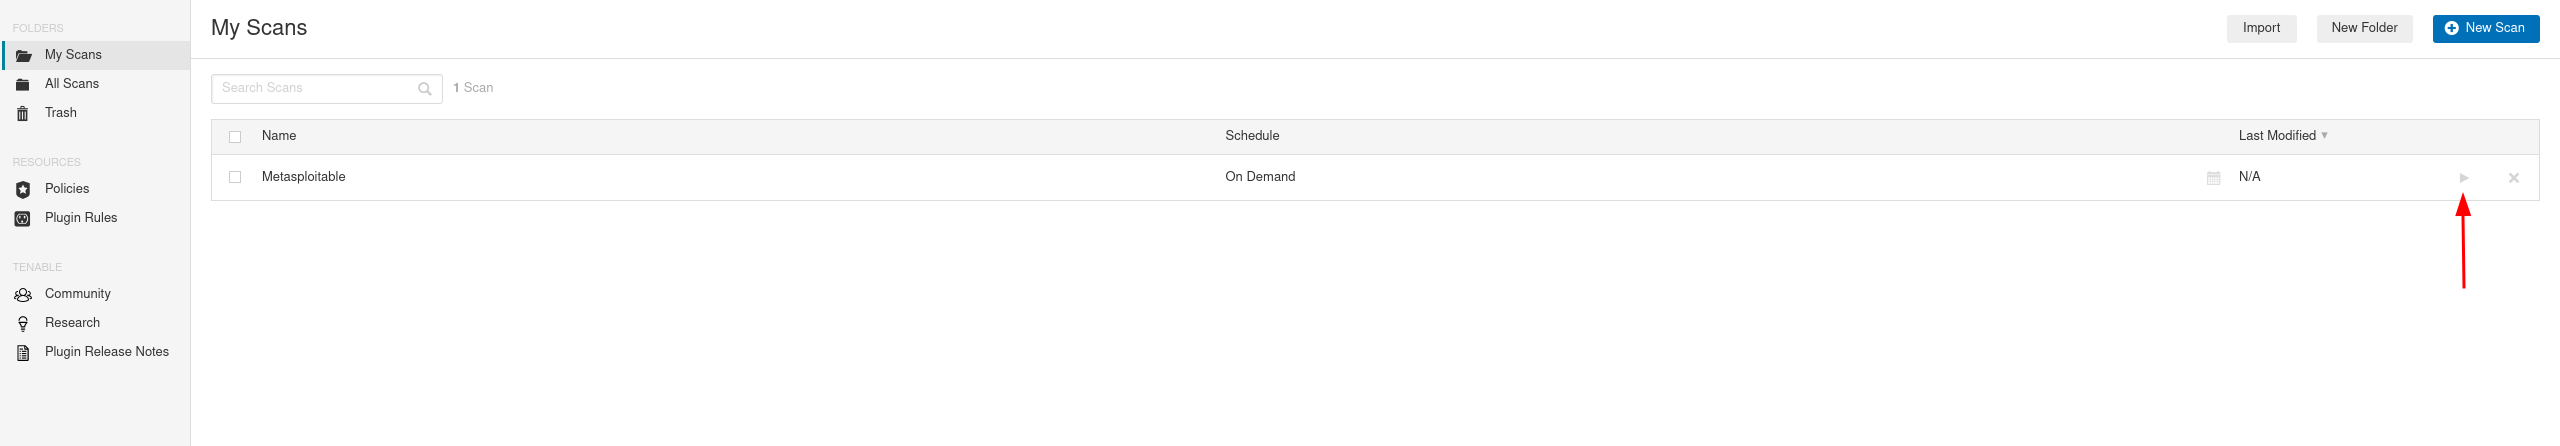 FOLDERS
My Scans
All Scans
Trash
RESOURCES
Policies
Plugin Rules
TENABLE
Community
Research
Plugin Release Notes
My Scans
Import
New Folder
New Scan
Search Scans
1 Scan
Name Schedule Last Modified ▼
Metasploitable On Demand N/A